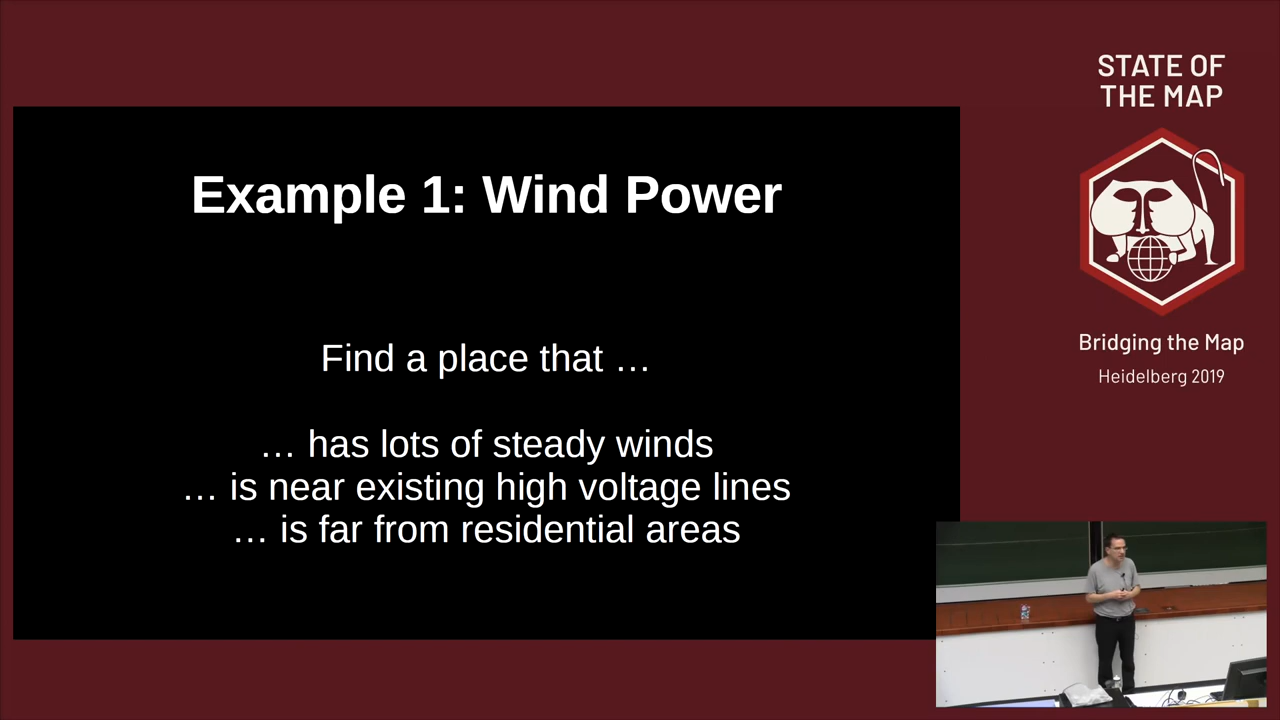 Example 1: Wind Power
Find a place that …
… has lots of steady winds
… is near existing high voltage lines
… is far from residential areas
STATE OF
THE MAP
Bridging the Map
Heidelberg 2019